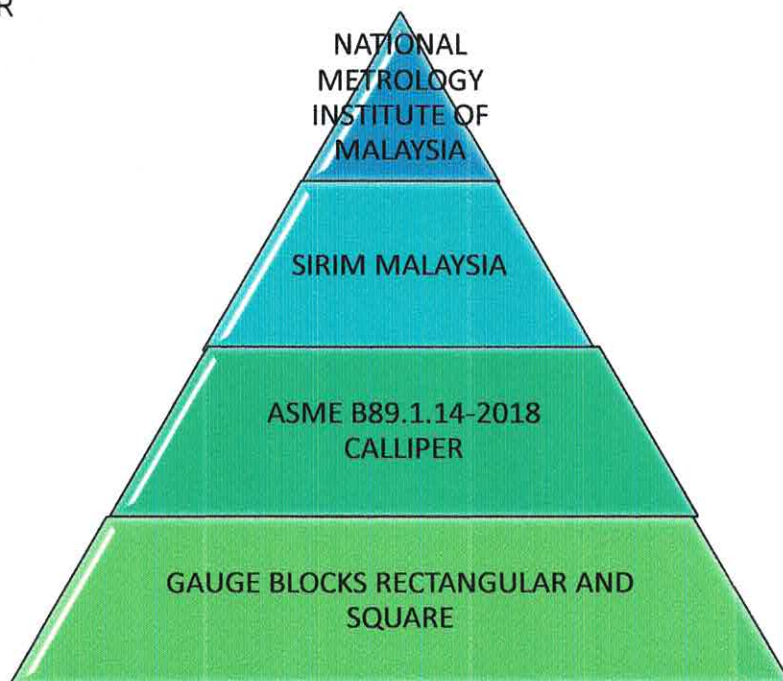 R
NATIONAL
METROLOGY
INSTITUTE OF
MALAYSIA
SIRIM MALAYSIA
ASME B89.1.14-2018
CALLIPER
GAUGE BLOCKS RECTANGULAR AND
SQUARE